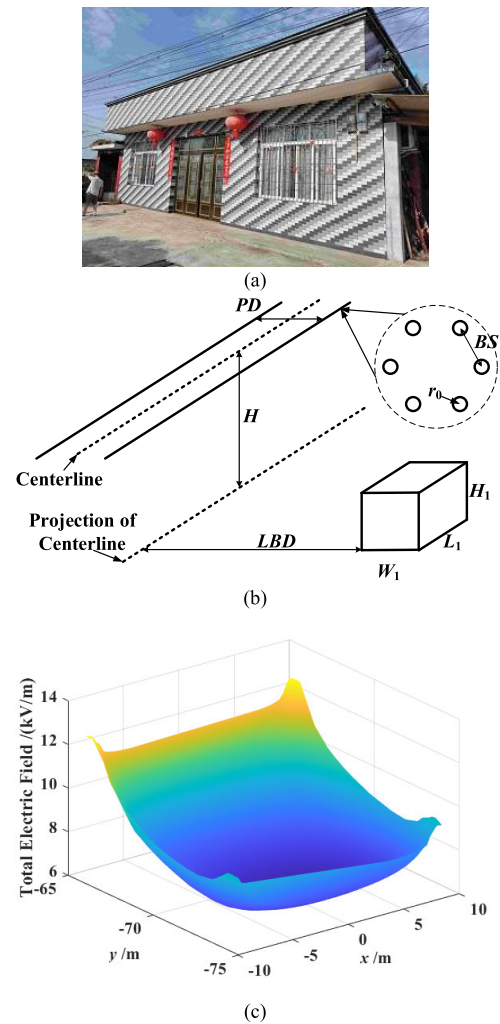 (a)
PD
BS
r₀
H
Centerline
H₁
Projection of
Centerline
LBD
L₁
W₁
(b)
Total Electric Field /(kV/m)
14
12
10
8
6
-65
-70
-75
y /m
-10
-5
0
5
10
x /m
(c)